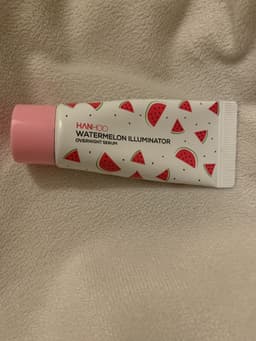 HANHOO
WATERMELON ILLUMINATOR
OVERNIGHT SERUM